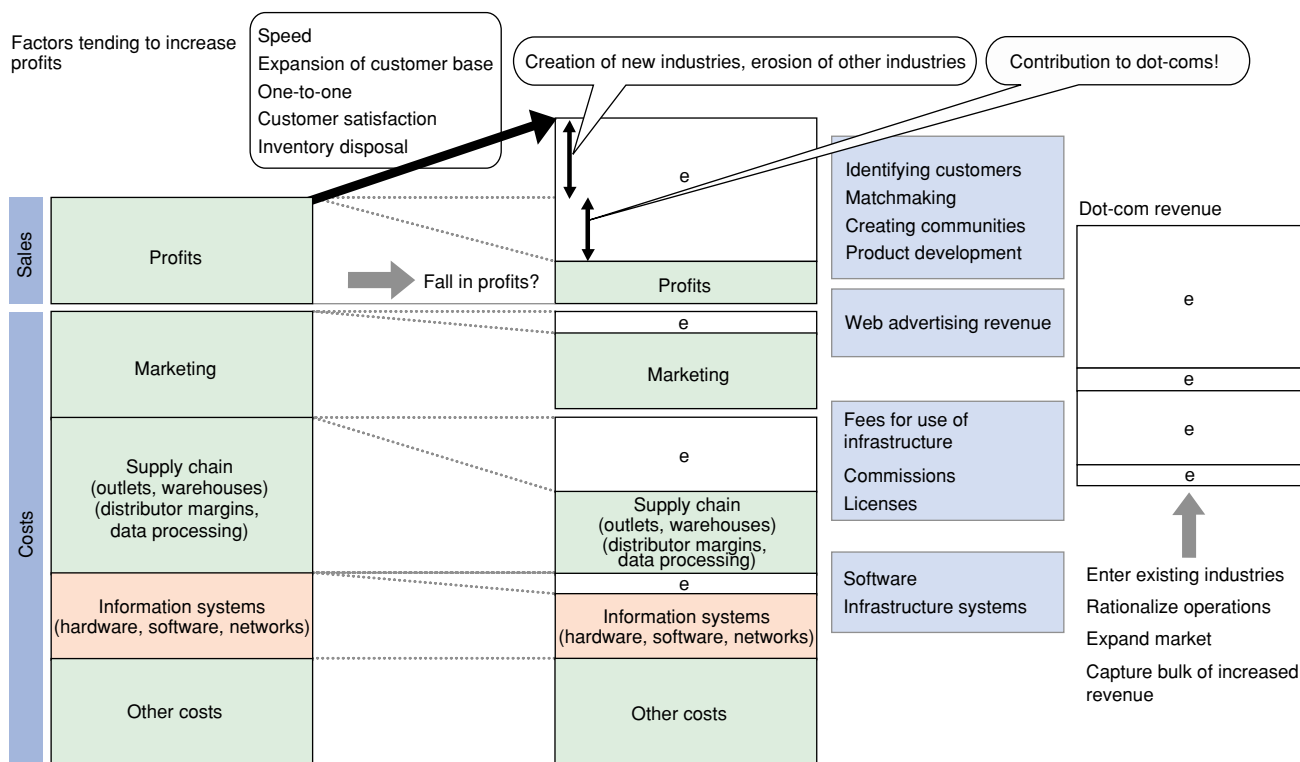 Factors tending to increase
profits
Speed
Expansion of customer base
One-to-one
Customer satisfaction
Inventory disposal
Creation of new industries, erosion of other industries
Contribution to dot-coms!
Sales
Profits
Fall in profits?
e
Profits
Identifying customers
Matchmaking
Creating communities
Product development
Dot-com revenue
e
e
e
e
Costs
Marketing
e
Marketing
Web advertising revenue
Supply chain
(outlets, warehouses)
(distributor margins,
data processing)
e
Supply chain
(outlets, warehouses)
(distributor margins,
data processing)
Fees for use of
infrastructure
Commissions
Licenses
Information systems
(hardware, software, networks)
e
Information systems
(hardware, software, networks)
Software
Infrastructure systems
Other costs
Other costs
Enter existing industries
Rationalize operations
Expand market
Capture bulk of increased
revenue